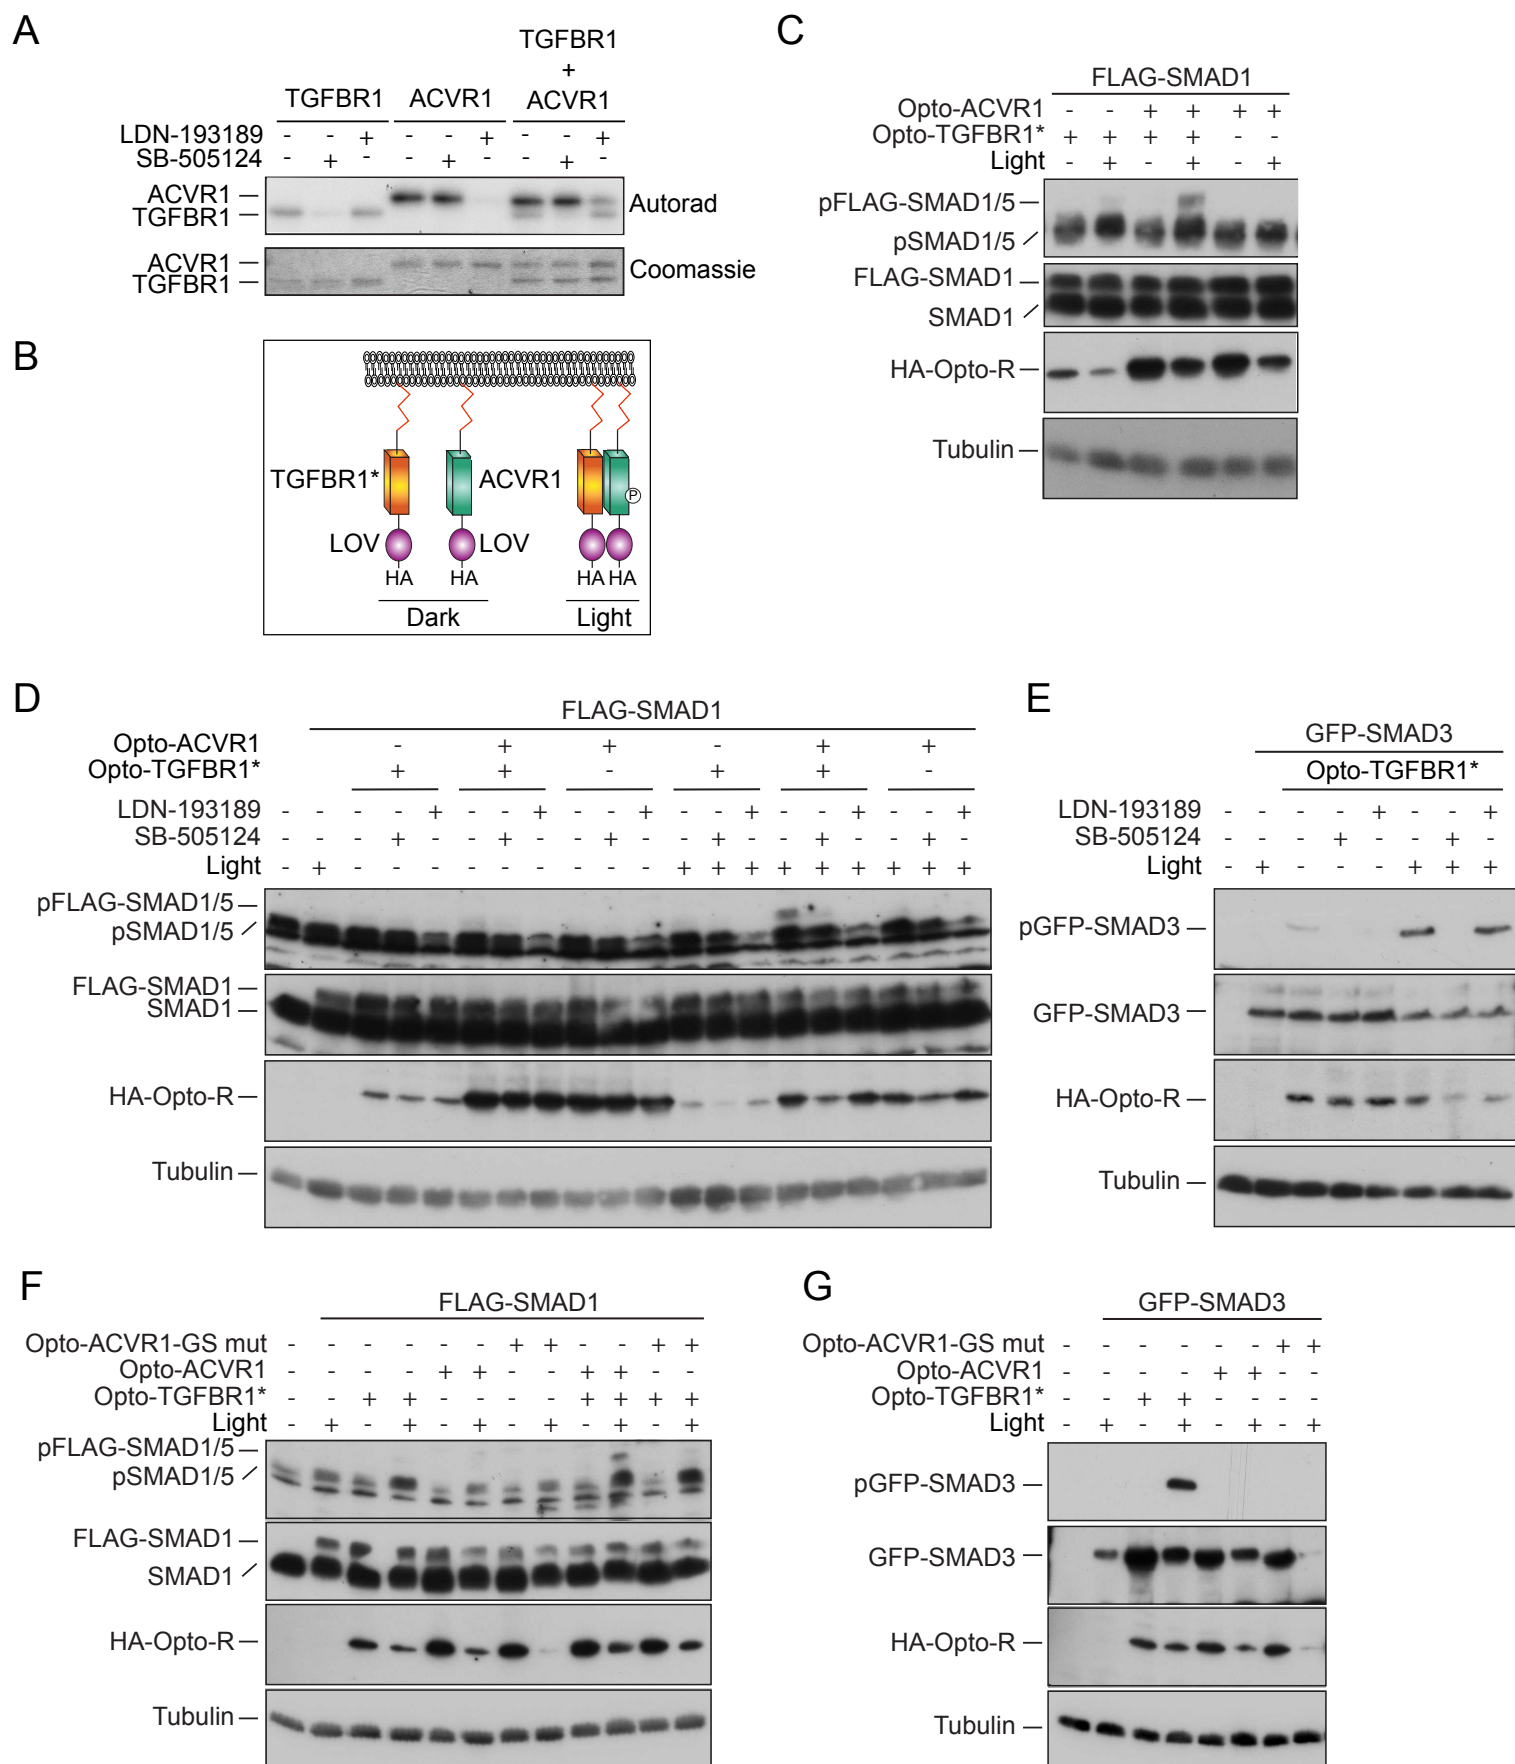 A
TGFBR1
+
TGFBR1 ACVR1 ACVR1
LDN-193189 - - + - - + - - +
SB-505124 - + - - + - - + -
ACVR1
TGFBR1
Autorad
ACVR1
TGFBR1
Coomassie
B
TGFBR1* ACVR1
LOV LOV
HA HA HA HA
P
Dark Light
C
FLAG-SMAD1
Opto-ACVR1 - - + + + +
Opto-TGFBR1* + + + + - -
Light - + - + - +
pFLAG-SMAD1/5
pSMAD1/5
FLAG-SMAD1
SMAD1
HA-Opto-R
Tubulin
D
FLAG-SMAD1
Opto-ACVR1 - + + - + +
Opto-TGFBR1* + + - + + -
LDN-193189 - - - - + - - + - - + - - + - - + - - +
SB-505124 - - - + - - + - - + - - + - - + - - + -
Light - + - - - - - - - - - + + + + + + + + +
pFLAG-SMAD1/5
pSMAD1/5
FLAG-SMAD1
SMAD1
HA-Opto-R
Tubulin
E
GFP-SMAD3
Opto-TGFBR1*
LDN-193189 - - - - + - - +
SB-505124 - - - + - - + -
Light - + - - - + + +
pGFP-SMAD3
GFP-SMAD3
HA-Opto-R
Tubulin
F
FLAG-SMAD1
Opto-ACVR1-GS mut - - - - - - + + - - + +
Opto-ACVR1 - - - - + + - - + + - -
Opto-TGFBR1* - - + + - - - - + + + +
Light - + - + - + - + - + - +
pFLAG-SMAD1/5
pSMAD1/5
FLAG-SMAD1
SMAD1
HA-Opto-R
Tubulin
G
GFP-SMAD3
Opto-ACVR1-GS mut - - - - - - + +
Opto-ACVR1 - - - - + + - -
Opto-TGFBR1* - - + + - - - -
Light - + - + - + - +
pGFP-SMAD3
GFP-SMAD3
HA-Opto-R
Tubulin